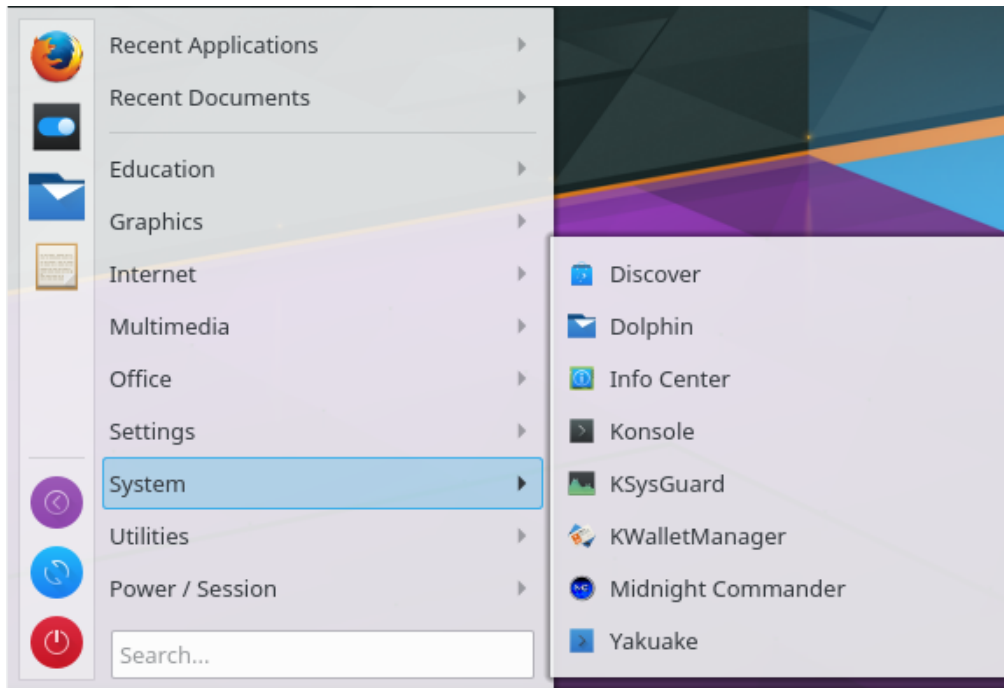 Recent Applications
Recent Documents
Education
Graphics
Internet
Multimedia
Office
Settings
System
Utilities
Power / Session
Search...
Discover
Dolphin
Info Center
Konsole
KSysGuard
KWalletManager
Midnight Commander
Yakuake